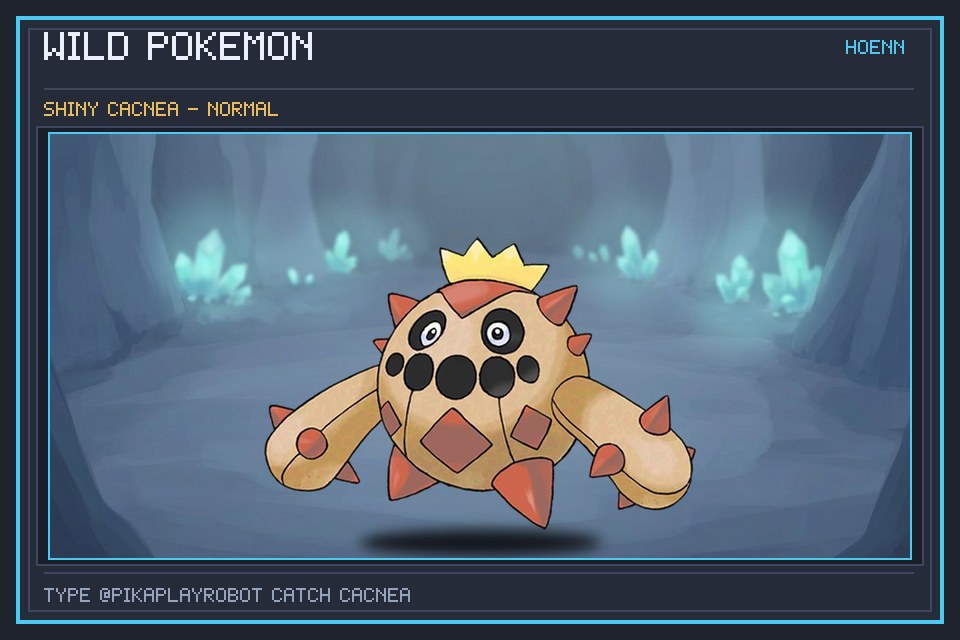 WILD POKEMON
HOENN
SHINY CACNEA - NORMAL
TYPE @PIKAPLAYROBOT CATCH CACNEA